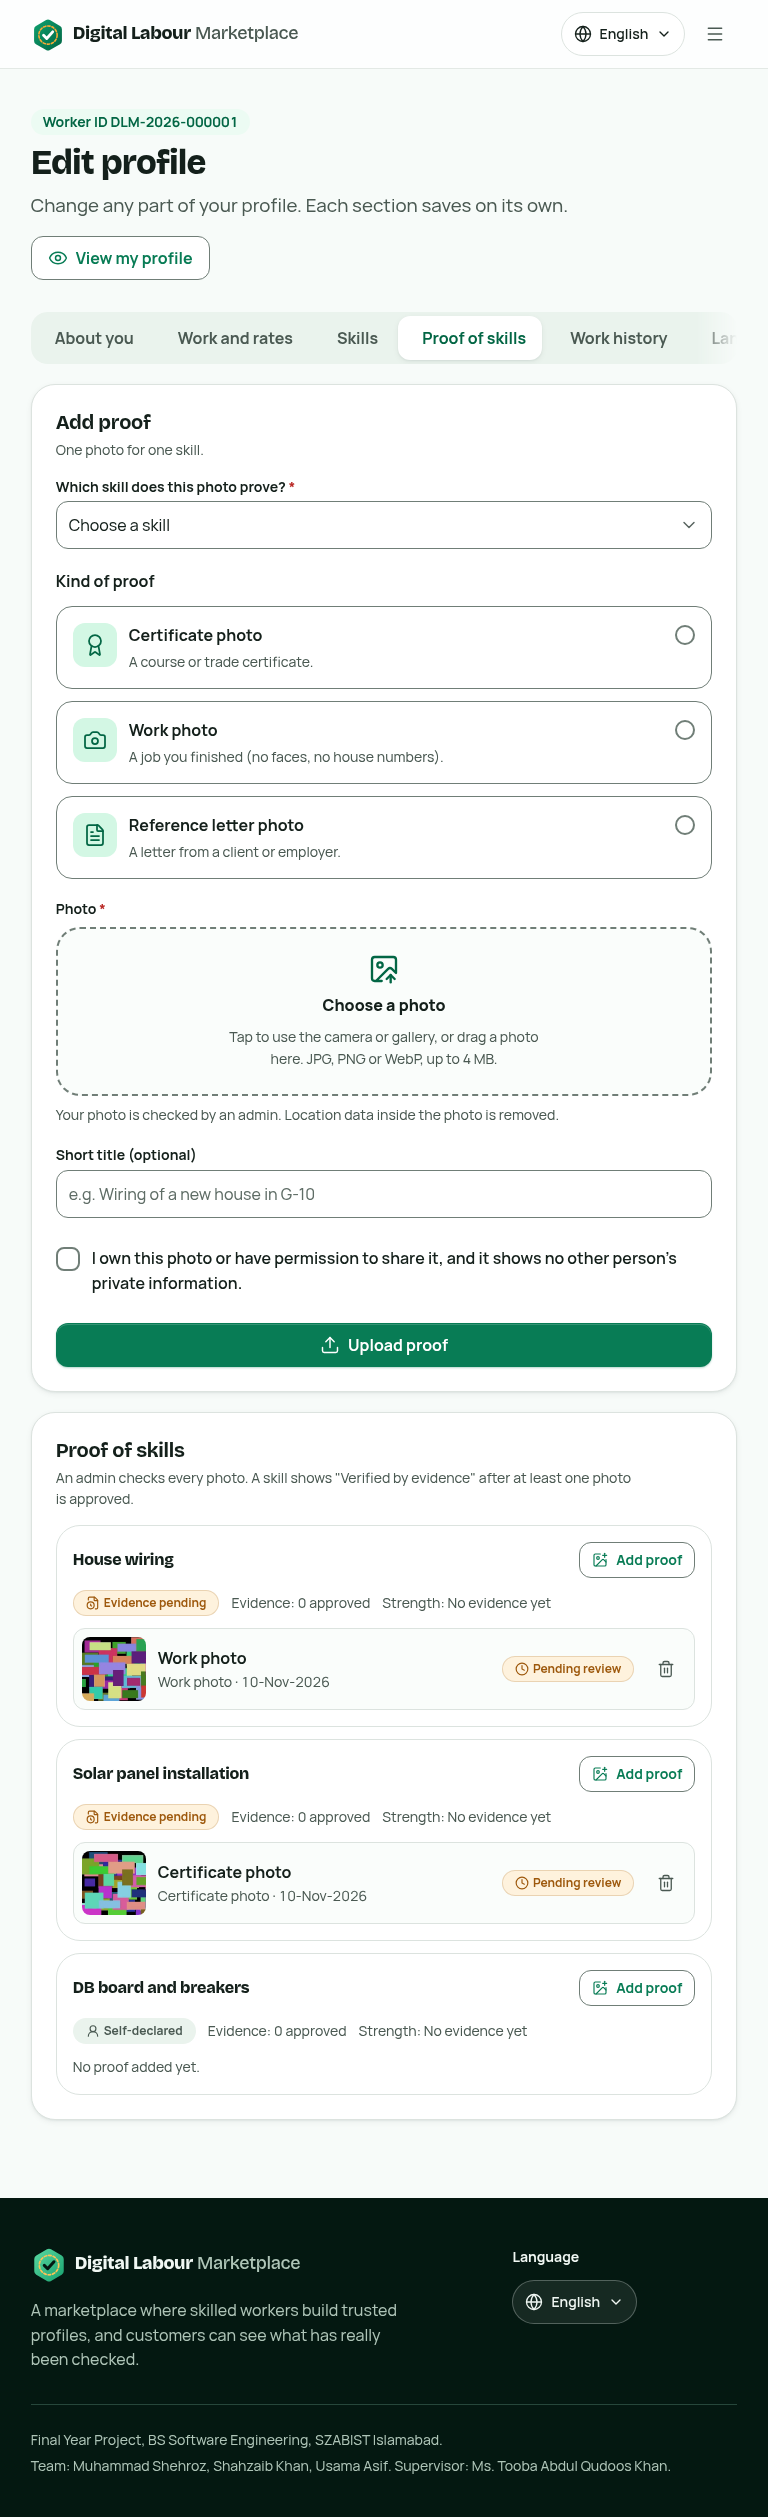 Digital Labour Marketplace
English
Worker ID DLM-2026-000001
Edit profile
Change any part of your profile. Each section saves on its own.
View my profile
About you
Work and rates
Skills
Proof of skills
Work history
Add proof
One photo for one skill.
Which skill does this photo prove? *
Choose a skill
Kind of proof
Certificate photo
A course or trade certificate.
Work photo
A job you finished (no faces, no house numbers).
Reference letter photo
A letter from a client or employer.
Photo *
Choose a photo
Tap to use the camera or gallery, or drag a photo
here. JPG, PNG or WebP, up to 4 MB.
Your photo is checked by an admin. Location data inside the photo is removed.
Short title (optional)
e.g. Wiring of a new house in G-10
I own this photo or have permission to share it, and it shows no other person's
private information.
Upload proof
Proof of skills
An admin checks every photo. A skill shows "Verified by evidence" after at least one photo
is approved.
House wiring
Add proof
Evidence pending
Evidence: 0 approved
Strength: No evidence yet
Work photo
Work photo · 10-Nov-2026
Pending review
Solar panel installation
Add proof
Evidence pending
Evidence: 0 approved
Strength: No evidence yet
Certificate photo
Certificate photo · 10-Nov-2026
Pending review
DB board and breakers
Add proof
Self-declared
Evidence: 0 approved
Strength: No evidence yet
No proof added yet.
Digital Labour Marketplace
A marketplace where skilled workers build trusted
profiles, and customers can see what has really
been checked.
Language
English
Final Year Project, BS Software Engineering, SZABIST Islamabad.
Team: Muhammad Shehroz, Shahzaib Khan, Usama Asif. Supervisor: Ms. Tooba Abdul Qudoos Khan.